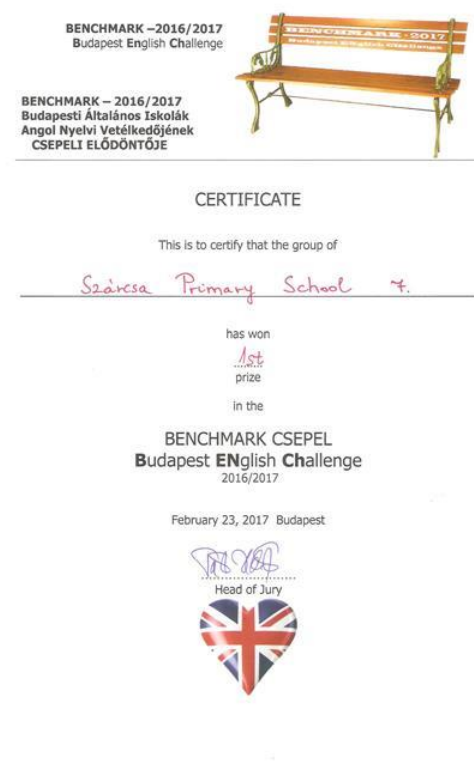 BENCHMARK –2016/2017
Budapest English Challenge
BENCHMARK - 2017
Budapest ENglish Challenge
BENCHMARK – 2016/2017
Budapesti Általános Iskolák
Angol Nyelvi Vetélkedőjének
CSEPELI ELŐDÖNTŐJE
CERTIFICATE
This is to certify that the group of
Szárcsa Primary School 7.
has won
1st
prize
in the
BENCHMARK CSEPEL
Budapest ENglish Challenge
2016/2017
February 23, 2017 Budapest
Head of Jury